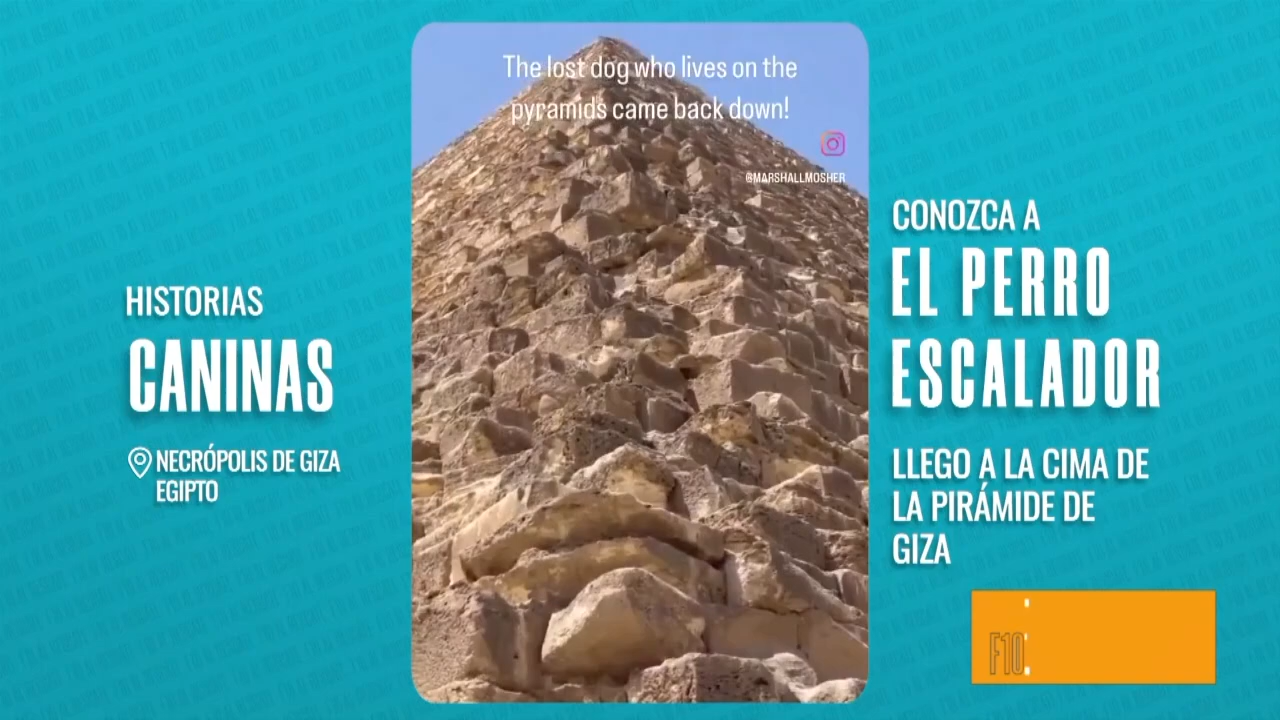 HISTORIAS
CANINAS
NECRÓPOLIS DE GIZA
EGIPTO
The lost dog who lives on the
pyramids came back down!
@MARSHALLMOSHER
CONOZCA A
EL PERRO
ESCALADOR
LLEGO A LA CIMA DE
LA PIRÁMIDE DE
GIZA
F10